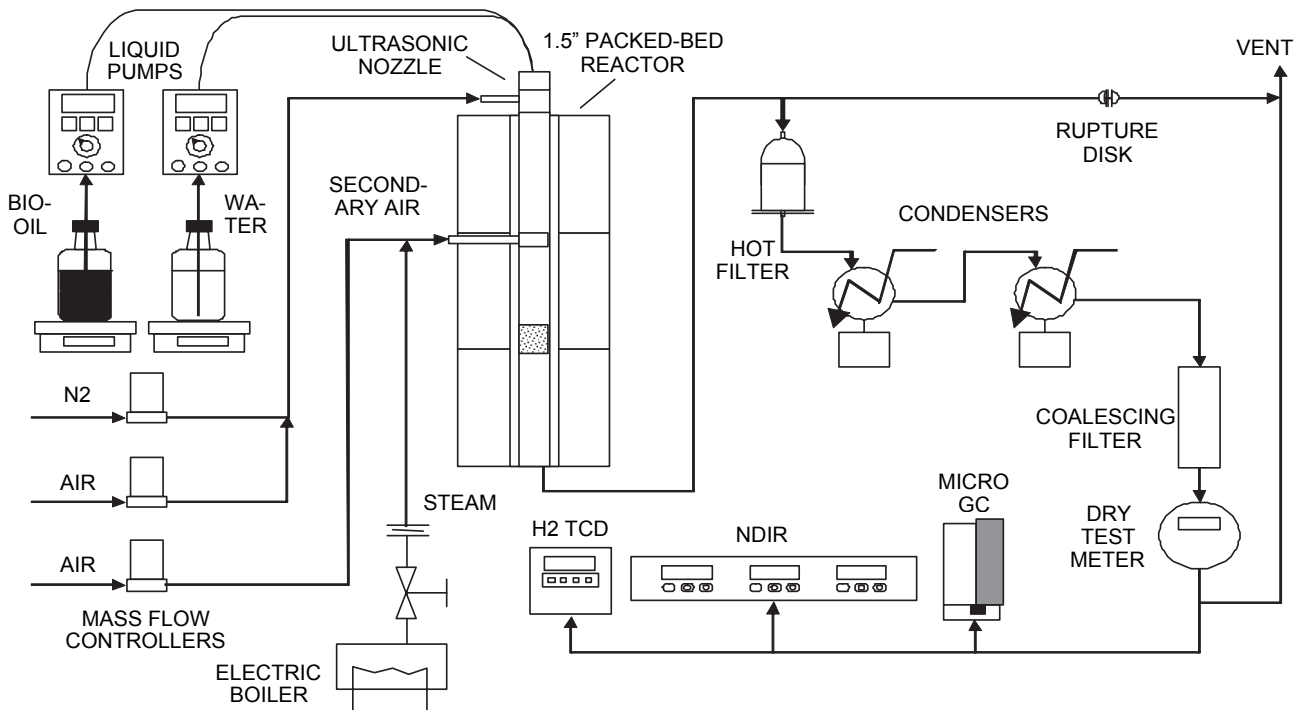 LIQUID
PUMPS
ULTRASONIC
NOZZLE
1.5” PACKED-BED
REACTOR
VENT
RUPTURE
DISK
BIO-
OIL
WA-
TER
SECOND-
ARY AIR
HOT
FILTER
CONDENSERS
N2
AIR
AIR
MASS FLOW
CONTROLLERS
STEAM
ELECTRIC
BOILER
H2 TCD
NDIR
MICRO
GC
COALESCING
FILTER
DRY
TEST
METER